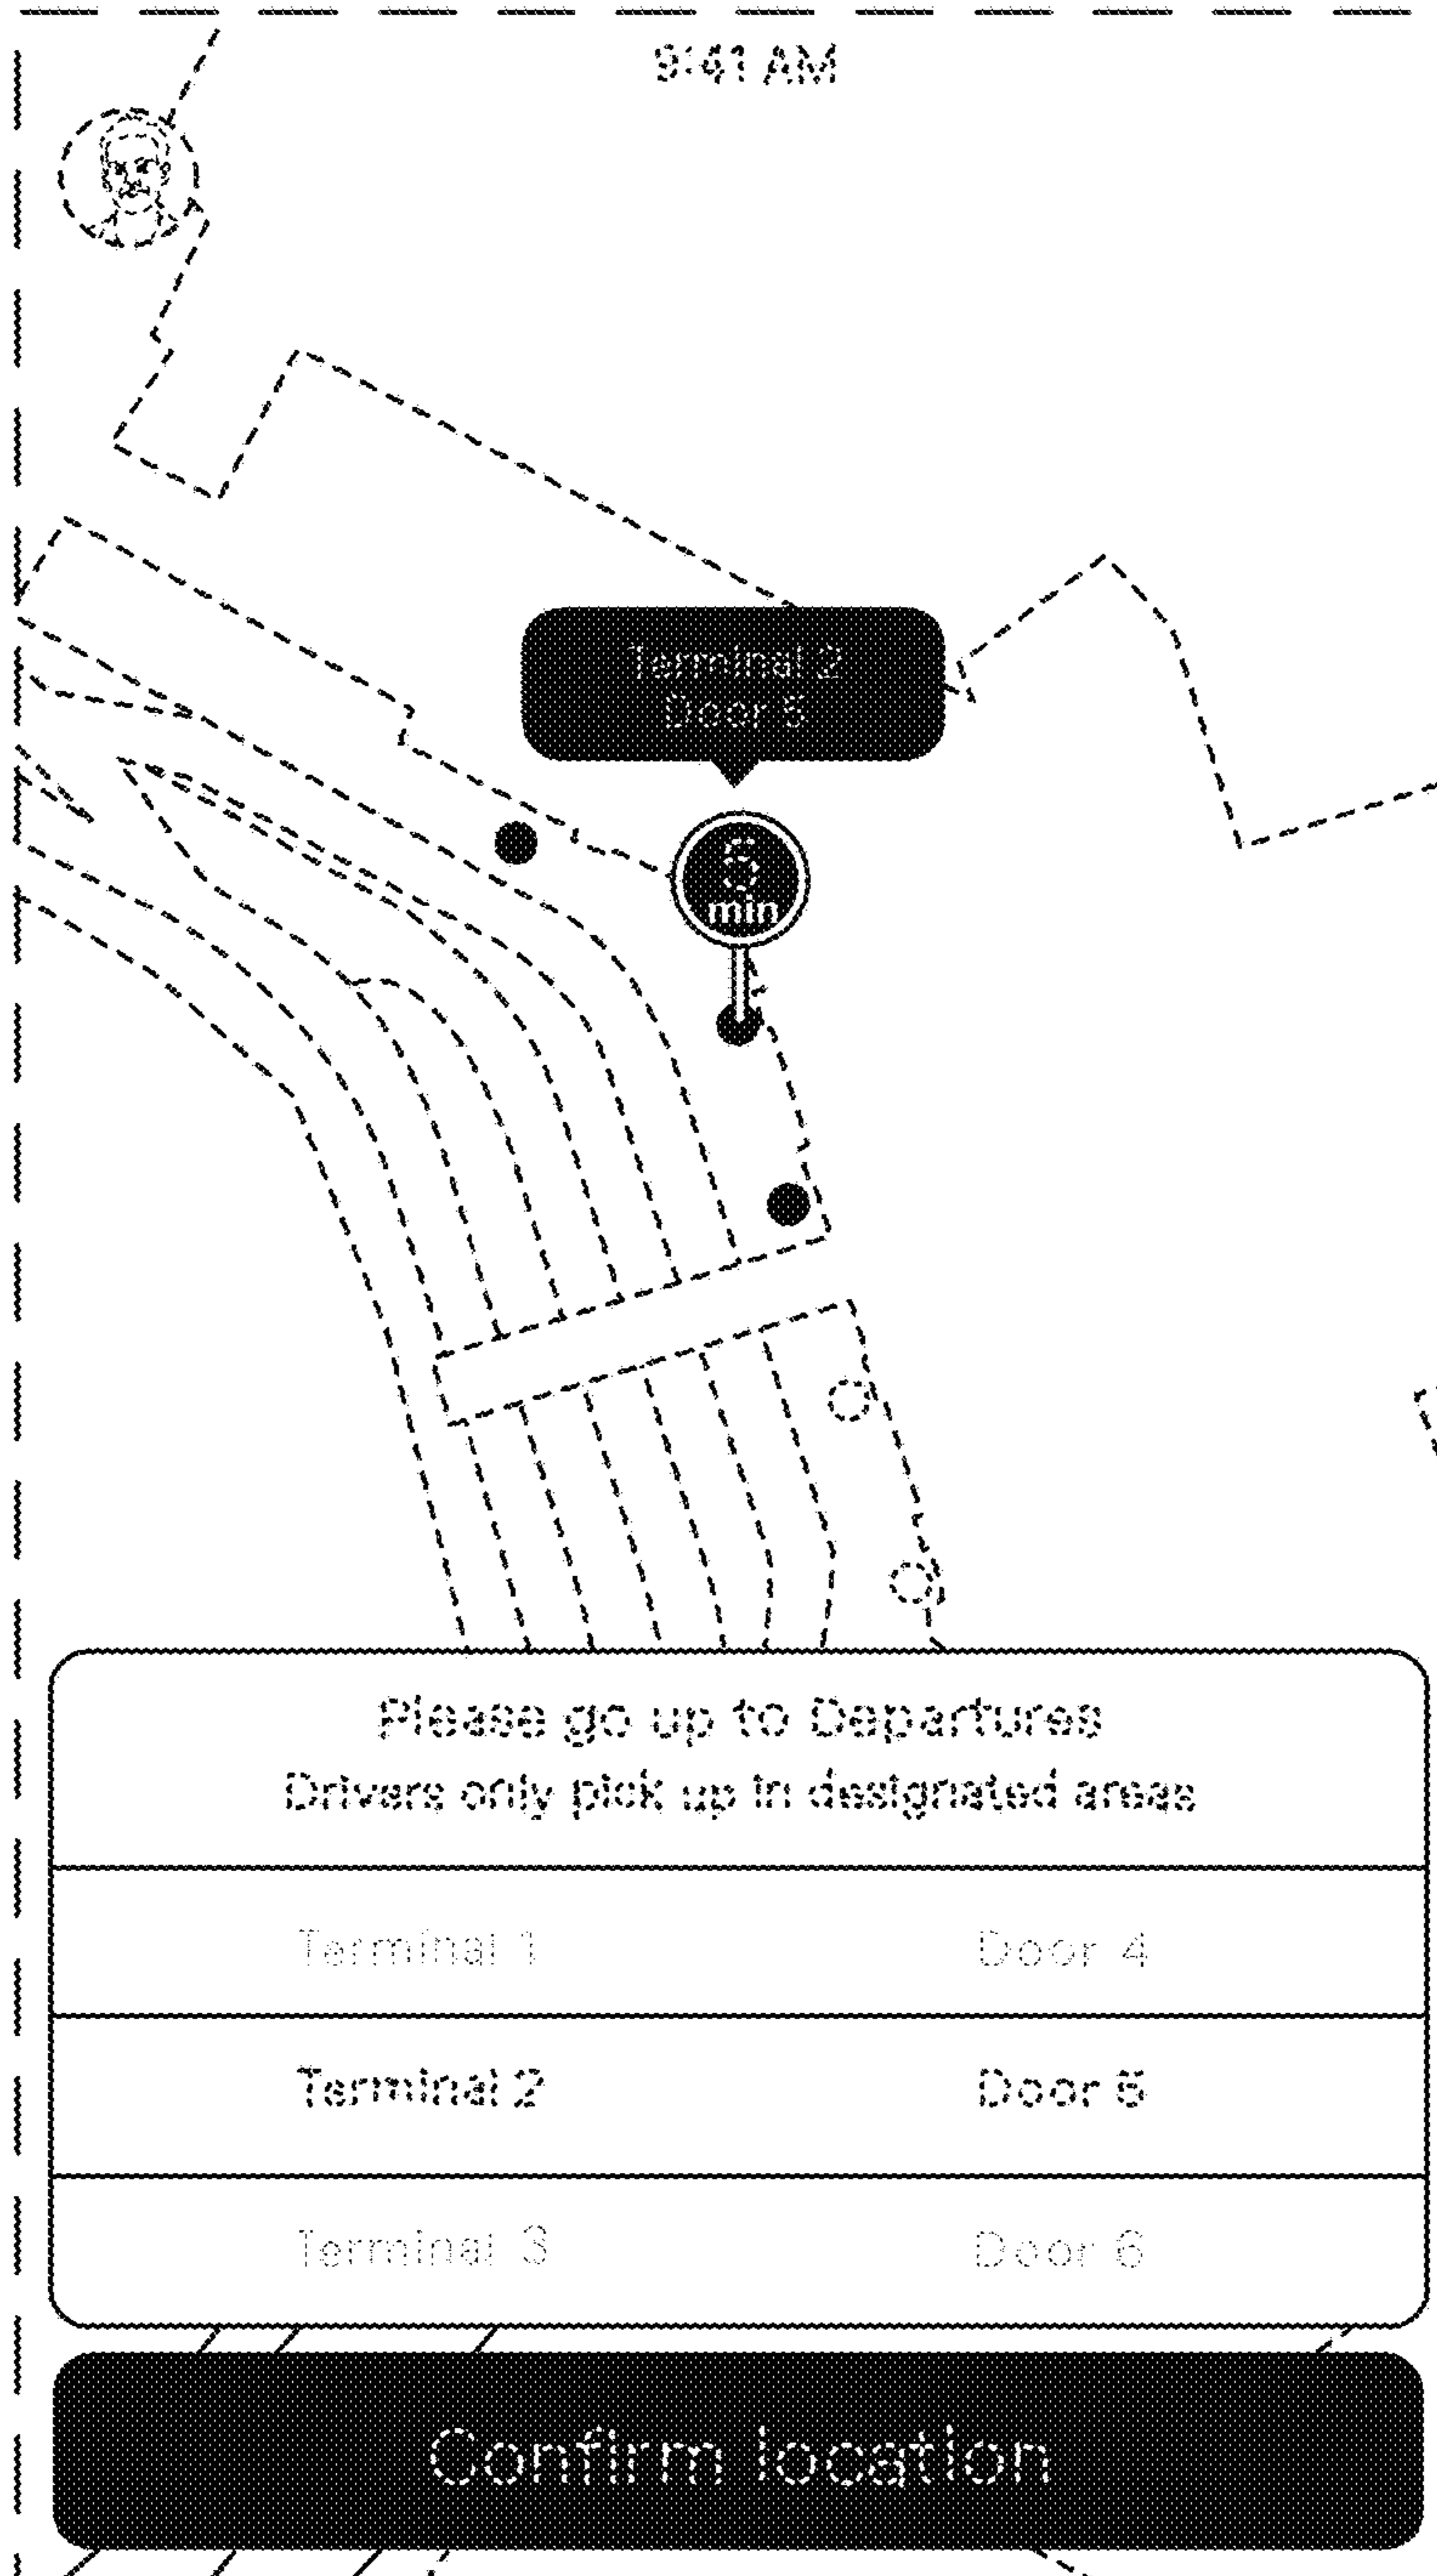 9:41 AM
Terminal 2
Door 5
5
min
Please go up to Departures
Drivers only pick up in designated areas
Terminal 1 Door 4
Terminal 2 Door 5
Terminal 3 Door 6
Confirm location